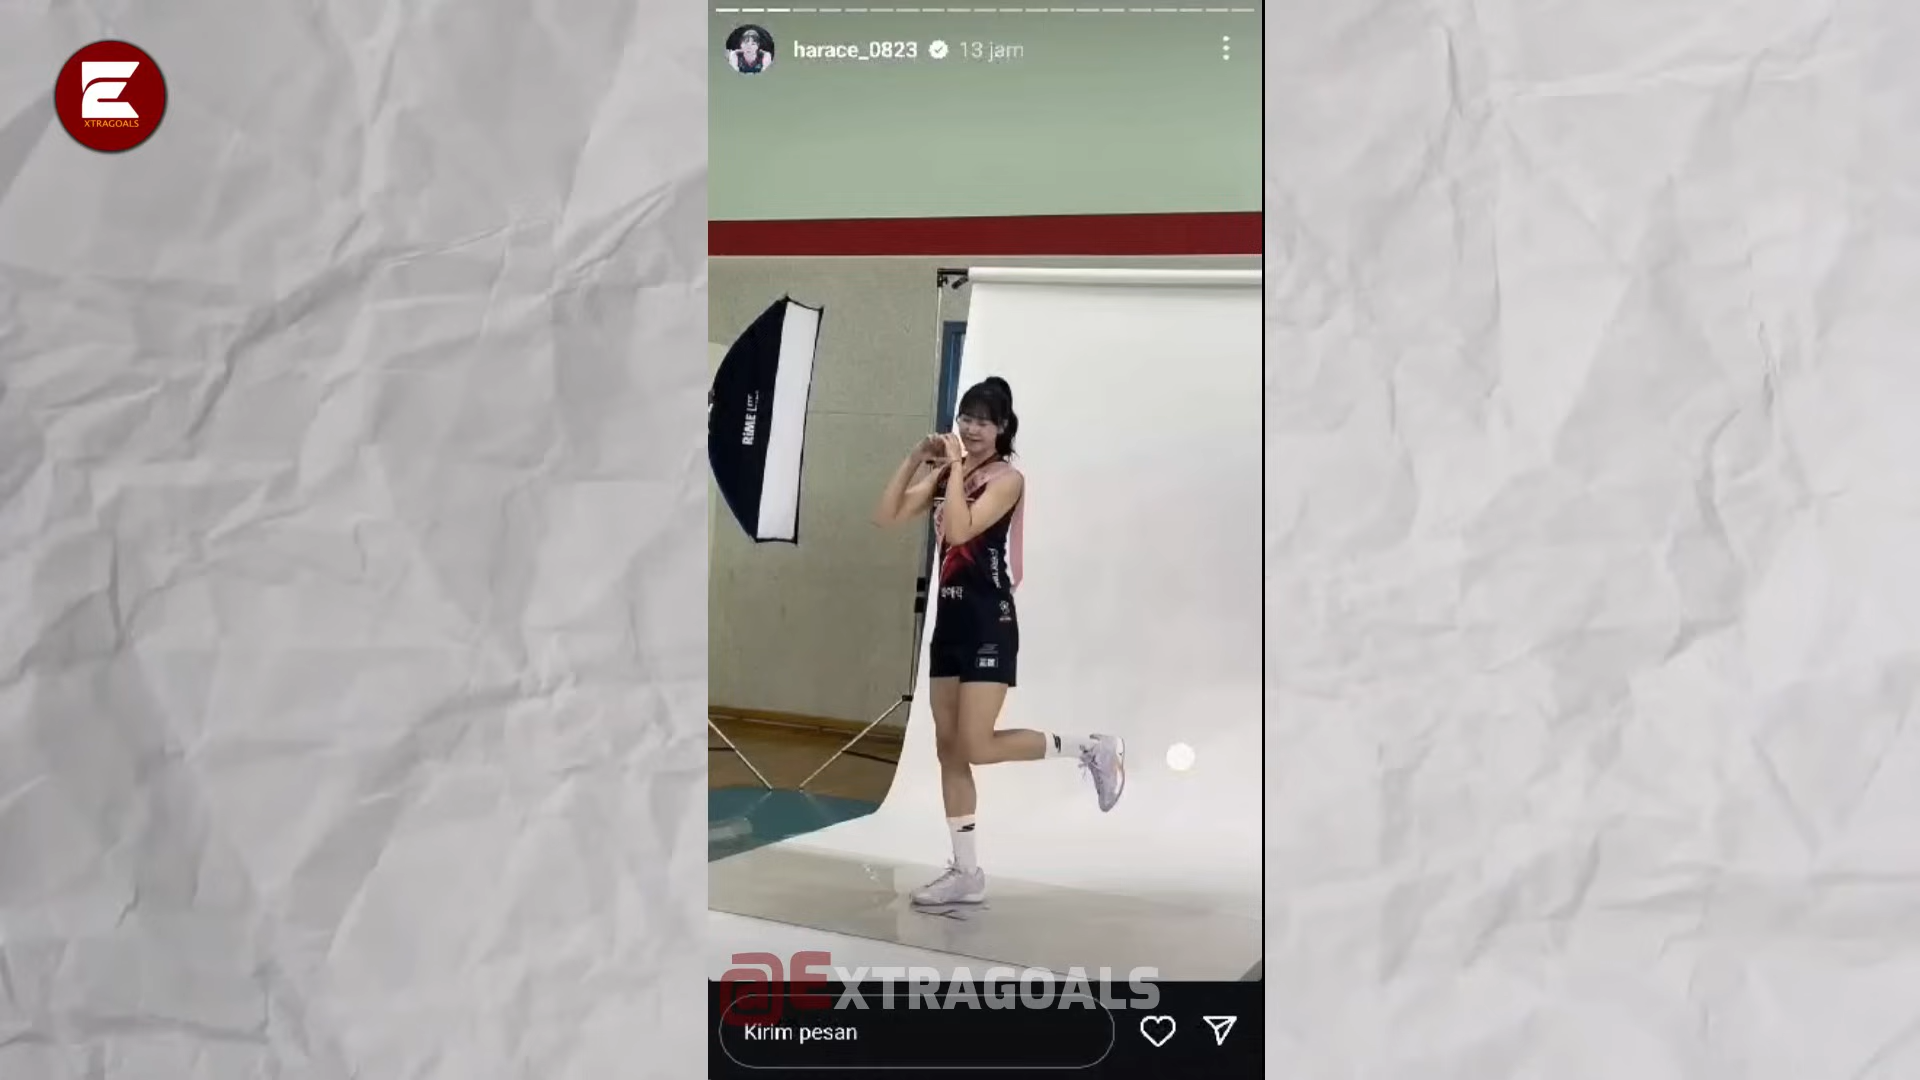 XTRAGOALS
harace_0823 13 jam
RiME LITE
@EXTRAGOALS
Kirim pesan